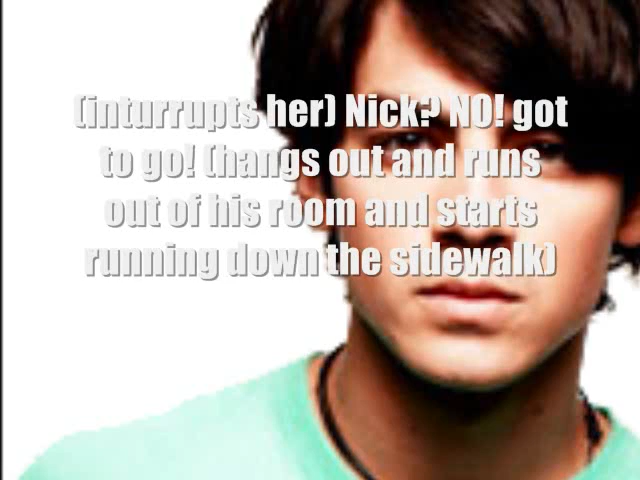 (inturrupts her) Nick? NO! got
to go! (hangs out and runs
out of his room and starts
running down the sidewalk)